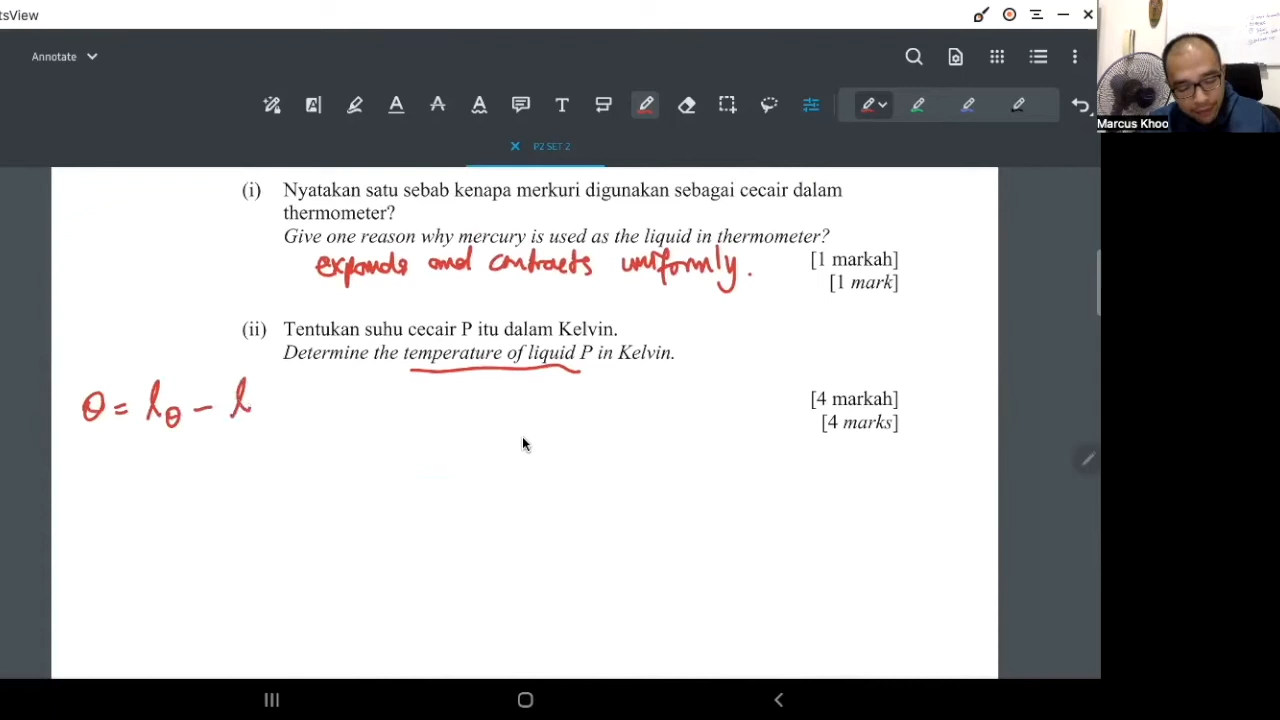 tsView
Annotate
P2 SET 2
Marcus Khoo
(i) Nyatakan satu sebab kenapa merkuri digunakan sebagai cecair dalam
thermometer?
Give one reason why mercury is used as the liquid in thermometer?
expands and contracts uniformly.
[1 markah]
[1 mark]
(ii) Tentukan suhu cecair P itu dalam Kelvin.
Determine the temperature of liquid P in Kelvin.
θ = lθ - l
[4 markah]
[4 marks]